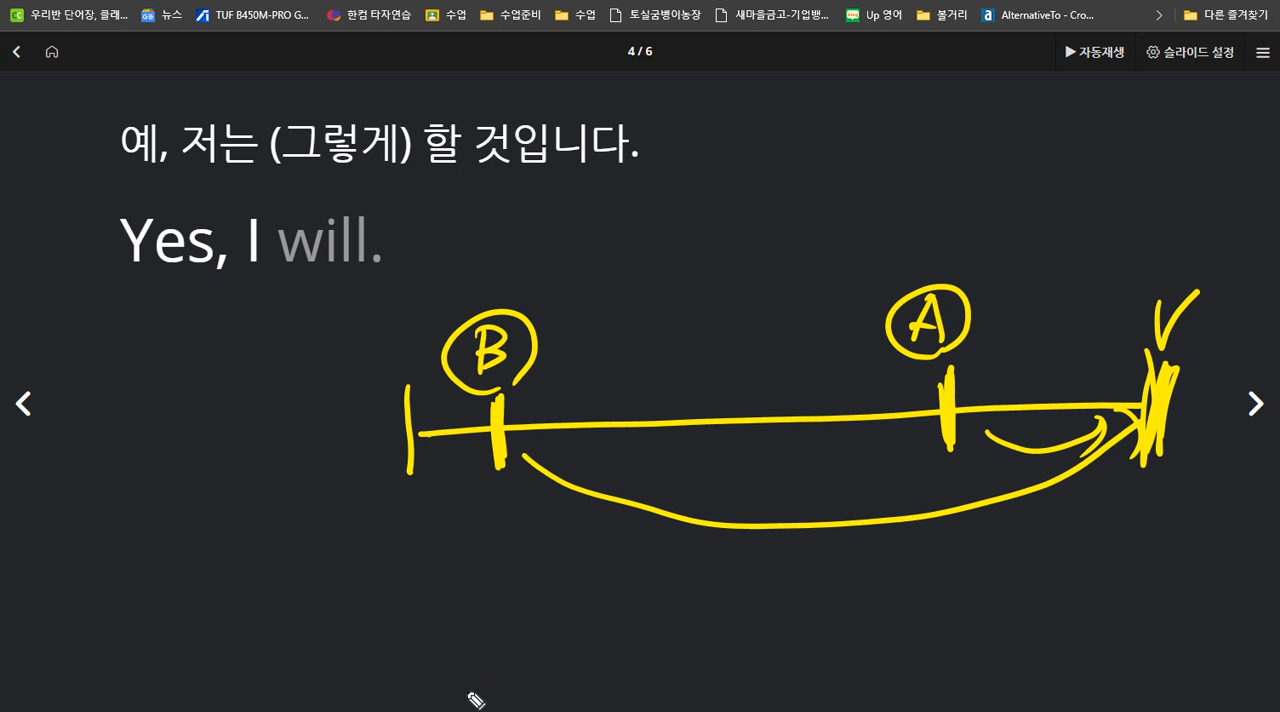 우리반 단어장, 클래... 뉴스 TUF B450M-PRO G... 한컴 타자연습 수업 수업준비 수업 토실굼벵이농장 새마을금고-기업뱅... Up 영어 볼거리 AlternativeTo - Cro... 다른 즐겨찾기
4 / 6 자동재생 슬라이드 설정
예, 저는 (그렇게) 할 것입니다.
Yes, I will.
B A